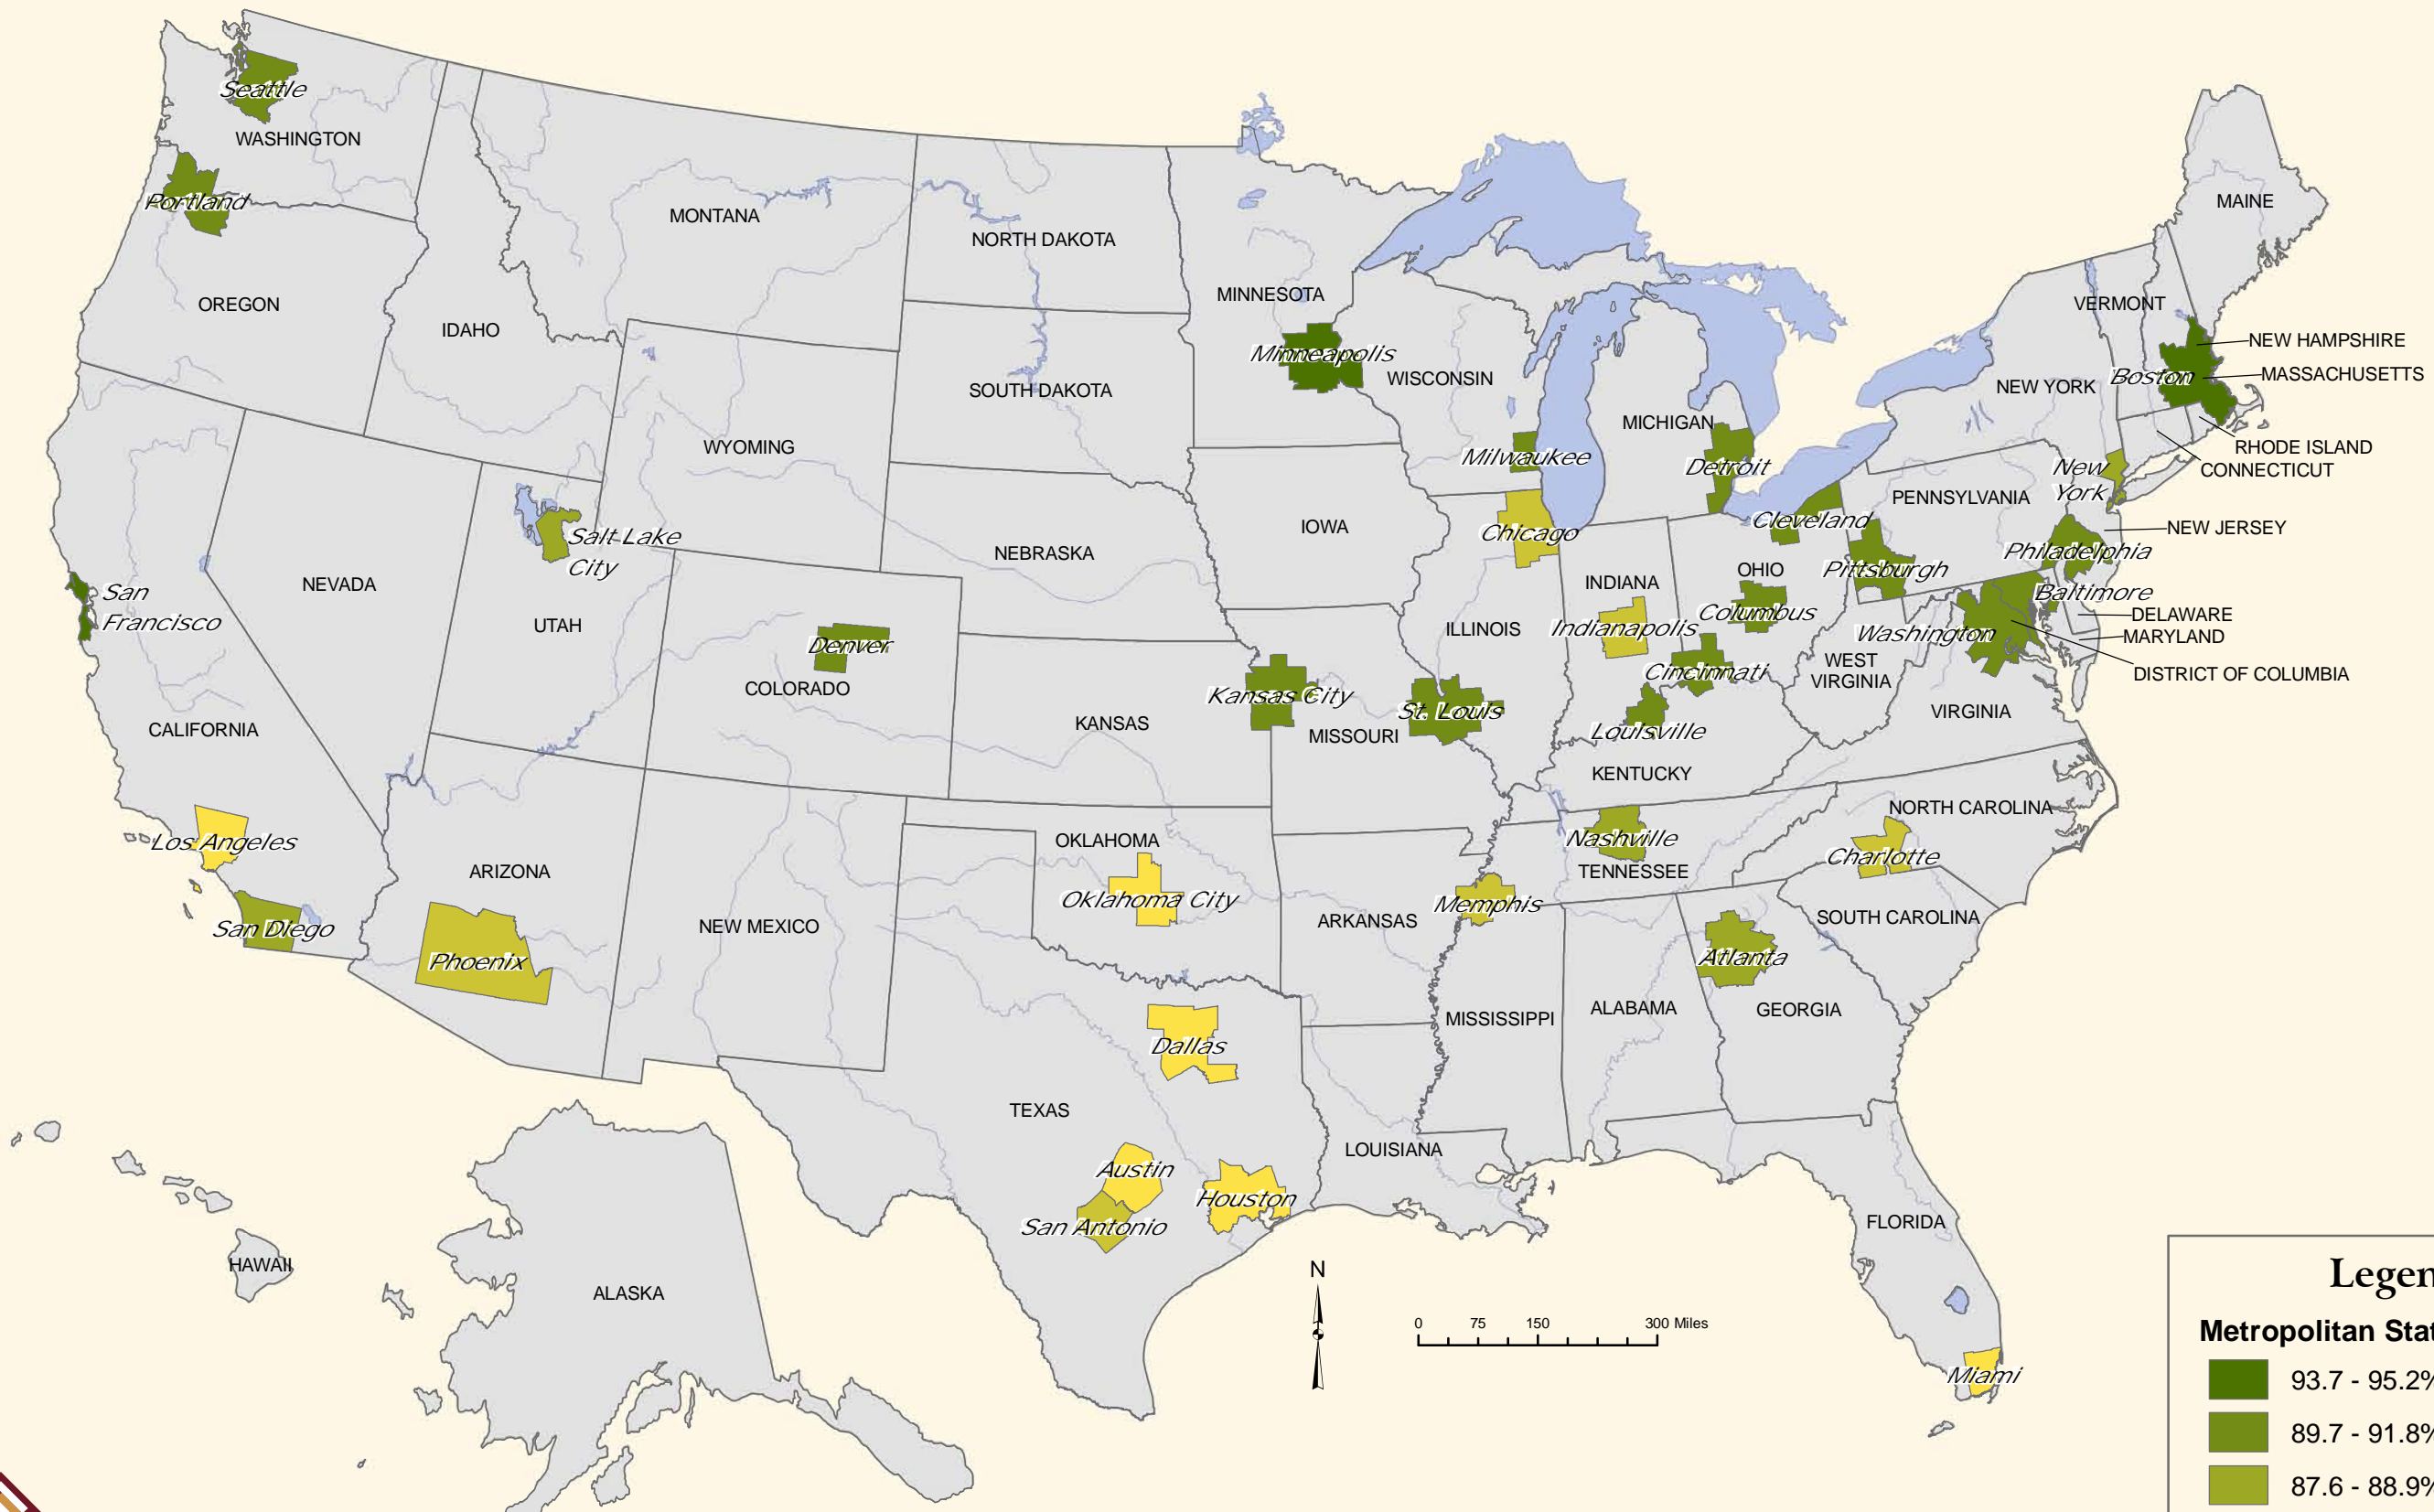 Seattle
WASHINGTON
Portland
OREGON
IDAHO
MONTANA
NORTH DAKOTA
MINNESOTA
Minneapolis
WISCONSIN
SOUTH DAKOTA
WYOMING
MICHIGAN
Milwaukee
Detroit
MAINE
VERMONT
NEW HAMPSHIRE
Boston
MASSACHUSETTS
NEW YORK
RHODE ISLAND
CONNECTICUT
New
York
PENNSYLVANIA
NEW JERSEY
Philadelphia
Pittsburgh
Cleveland
Chicago
IOWA
NEBRASKA
Salt Lake
City
NEVADA
UTAH
San
Francisco
Denver
COLORADO
CALIFORNIA
KANSAS
Kansas City
MISSOURI
St. Louis
ILLINOIS
INDIANA
Indianapolis
OHIO
Columbus
Cincinnati
Louisville
KENTUCKY
WEST
VIRGINIA
Washington
Baltimore
DELAWARE
MARYLAND
DISTRICT OF COLUMBIA
VIRGINIA
NORTH CAROLINA
Charlotte
Nashville
TENNESSEE
Memphis
SOUTH CAROLINA
Atlanta
GEORGIA
ALABAMA
MISSISSIPPI
ARKANSAS
OKLAHOMA
Oklahoma City
Los Angeles
San Diego
ARIZONA
Phoenix
NEW MEXICO
Dallas
TEXAS
Austin
San Antonio
Houston
LOUISIANA
FLORIDA
Miami
HAWAII
ALASKA
N
0 75 150 300 Miles
Legen
Metropolitan Stat
93.7 - 95.2%
89.7 - 91.8%
87.6 - 88.9%